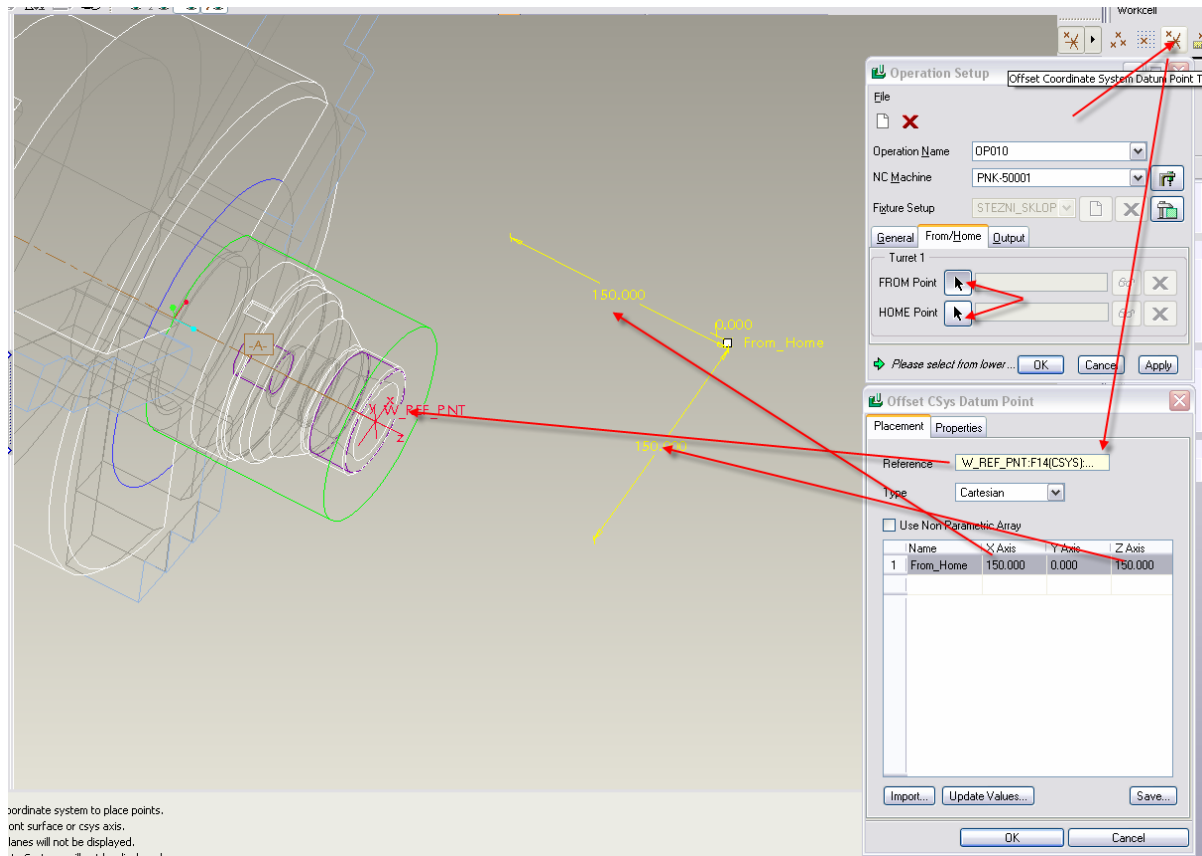 Workcell
Operation Setup
Offset Coordinate System Datum Point T
File
Operation Name OP010
NC Machine PNK-50001
Fixture Setup STEZNI_SKLOP
General From/Home Output
Turret 1
FROM Point
HOME Point
Please select from lower ... OK Cancel Apply
150.000
0.000
From_Home
-A-
Y
X
W_REF_PNT
Z
Offset CSys Datum Point
Placement Properties
Reference W_REF_PNT:F14(CSYS):...
Type Cartesian
Use Non Parametric Array
Name X Axis Y Axis Z Axis
1 From_Home 150.000 0.000 150.000
Import... Update Values... Save...
OK Cancel
oordinate system to place points.
ont surface or csys axis.
lanes will not be displayed.